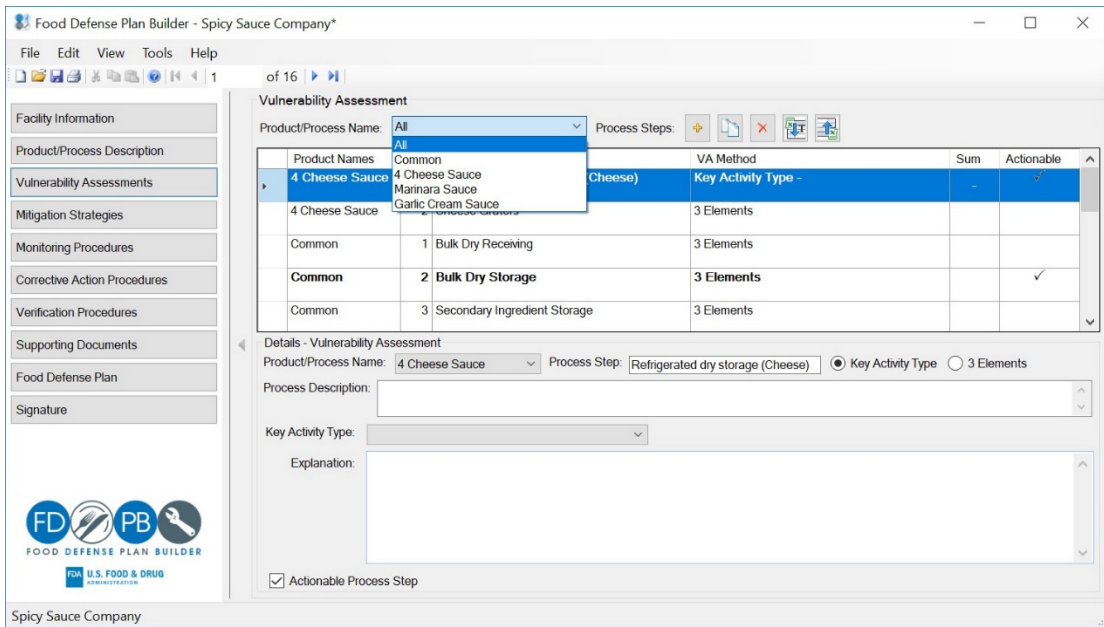 Food Defense Plan Builder - Spicy Sauce Company*
File Edit View Tools Help
1 of 16
Facility Information
Product/Process Description
Vulnerability Assessments
Mitigation Strategies
Monitoring Procedures
Corrective Action Procedures
Verification Procedures
Supporting Documents
Food Defense Plan
Signature
FD PB
FOOD DEFENSE PLAN BUILDER
FDA U.S. FOOD & DRUG
ADMINISTRATION
Vulnerability Assessment
Product/Process Name: All Process Steps:
All
Common
4 Cheese Sauce
Marinara Sauce
Garlic Cream Sauce
Product Names VA Method Sum Actionable
4 Cheese Sauce (Cheese) Key Activity Type - -
4 Cheese Sauce 2 Cheese Graters 3 Elements
Common 1 Bulk Dry Receiving 3 Elements
Common 2 Bulk Dry Storage 3 Elements ✓
Common 3 Secondary Ingredient Storage 3 Elements
Details - Vulnerability Assessment
Product/Process Name: 4 Cheese Sauce Process Step: Refrigerated dry storage (Cheese) Key Activity Type 3 Elements
Process Description:
Key Activity Type:
Explanation:
Actionable Process Step
Spicy Sauce Company